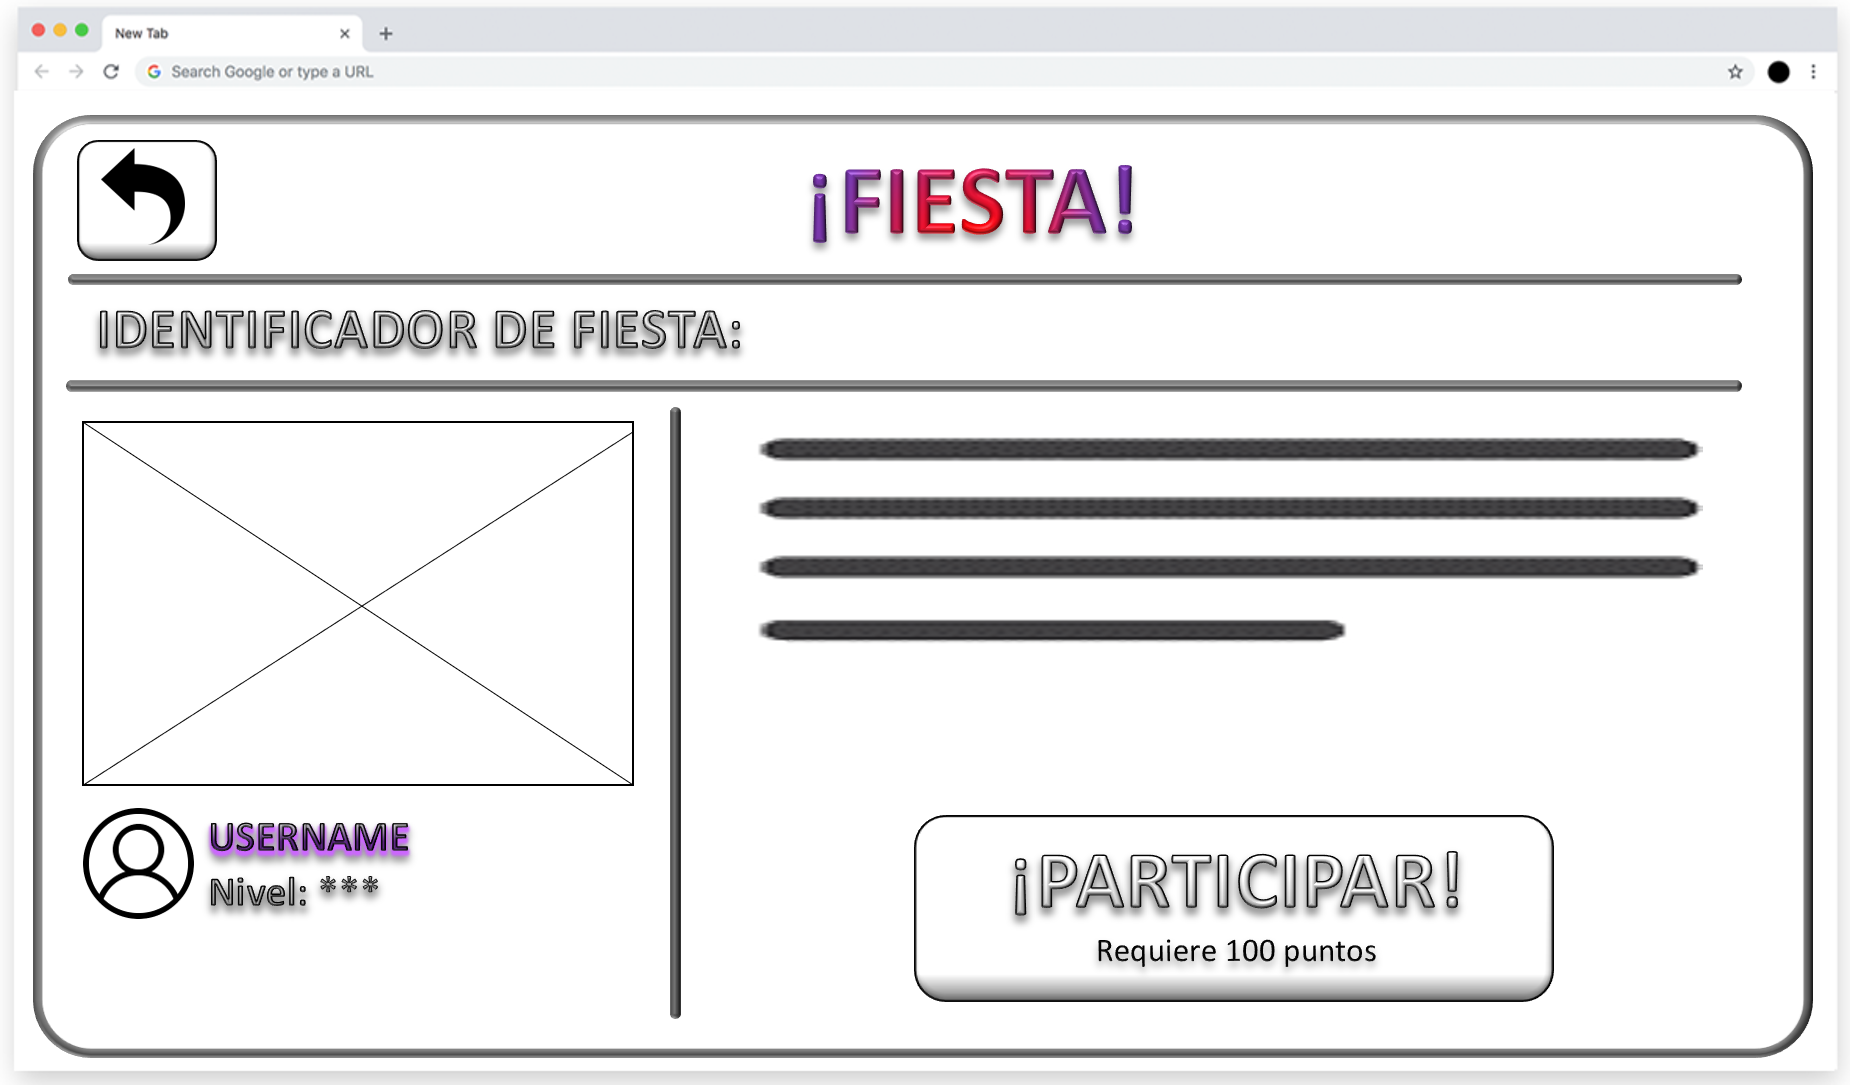 New Tab
Search Google or type a URL
¡FIESTA!
IDENTIFICADOR DE FIESTA:
USERNAME
Nivel: ***
¡PARTICIPAR!
Requiere 100 puntos